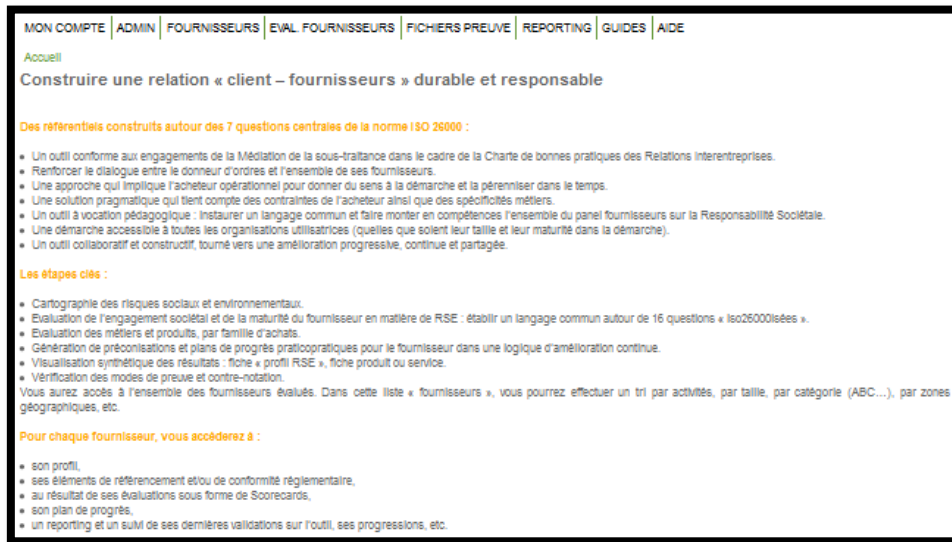 MON COMPTE | ADMIN | FOURNISSEURS | EVAL. FOURNISSEURS | FICHIERS PREUVE | REPORTING | GUIDES | AIDE
Accueil
Construire une relation « client – fournisseurs » durable et responsable
Des référentiels construits autour des 7 questions centrales de la norme ISO 26000 :
• Un outil conforme aux engagements de la Médiation de la sous-traitance dans le cadre de la Charte de bonnes pratiques des Relations interentreprises.
• Renforcer le dialogue entre le donneur d'ordres et l'ensemble de ses fournisseurs.
• Une approche qui implique l'acheteur opérationnel pour donner du sens à la démarche et la pérenniser dans le temps.
• Une solution pragmatique qui tient compte des contraintes de l'acheteur ainsi que des spécificités métiers.
• Un outil à vocation pédagogique : instaurer un langage commun et faire monter en compétences l'ensemble du panel fournisseurs sur la Responsabilité Sociétale.
• Une démarche accessible à toutes les organisations utilisatrices (quelles que soient leur taille et leur maturité dans la démarche).
• Un outil collaboratif et constructif, tourné vers une amélioration progressive, continue et partagée.
Les étapes clés :
• Cartographie des risques sociaux et environnementaux.
• Evaluation de l'engagement sociétal et de la maturité du fournisseur en matière de RSE : établir un langage commun autour de 16 questions « Iso26000isées ».
• Evaluation des métiers et produits, par famille d'achats.
• Génération de préconisations et plans de progrès praticopratiques pour le fournisseur dans une logique d'amélioration continue.
• Visualisation synthétique des résultats : fiche « profil RSE », fiche produit ou service.
• Vérification des modes de preuve et contre-notation.
Vous aurez accès à l'ensemble des fournisseurs évalués. Dans cette liste « fournisseurs », vous pourrez effectuer un tri par activités, par taille, par catégorie (ABC…), par zones
géographiques, etc.
Pour chaque fournisseur, vous accéderez à :
• son profil,
• ses éléments de référencement et/ou de conformité réglementaire,
• au résultat de ses évaluations sous forme de Scorecards,
• son plan de progrès,
• un reporting et un suivi de ses dernières validations sur l'outil, ses progressions, etc.